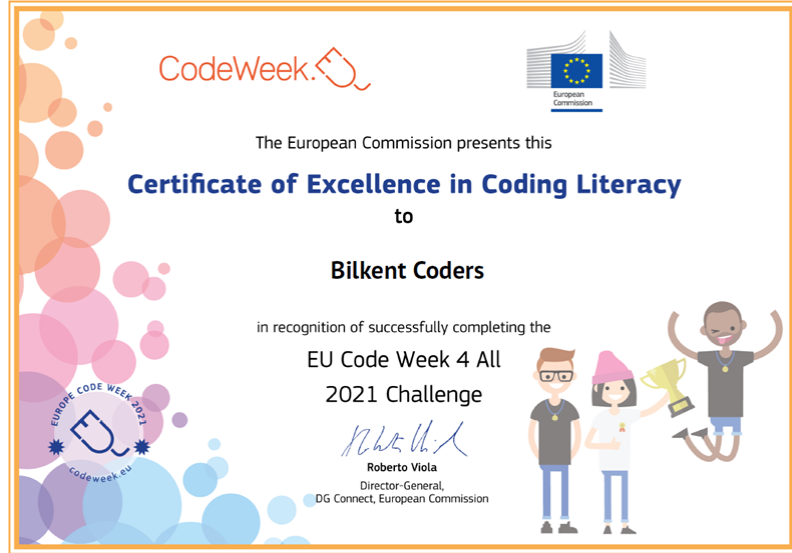 CodeWeek.EU
European
Commission
The European Commission presents this
Certificate of Excellence in Coding Literacy
to
Bilkent Coders
in recognition of successfully completing the
EU Code Week 4 All
2021 Challenge
Roberto Viola
Director-General,
DG Connect, European Commission
EUROPE CODE WEEK 2021
codeweek.eu